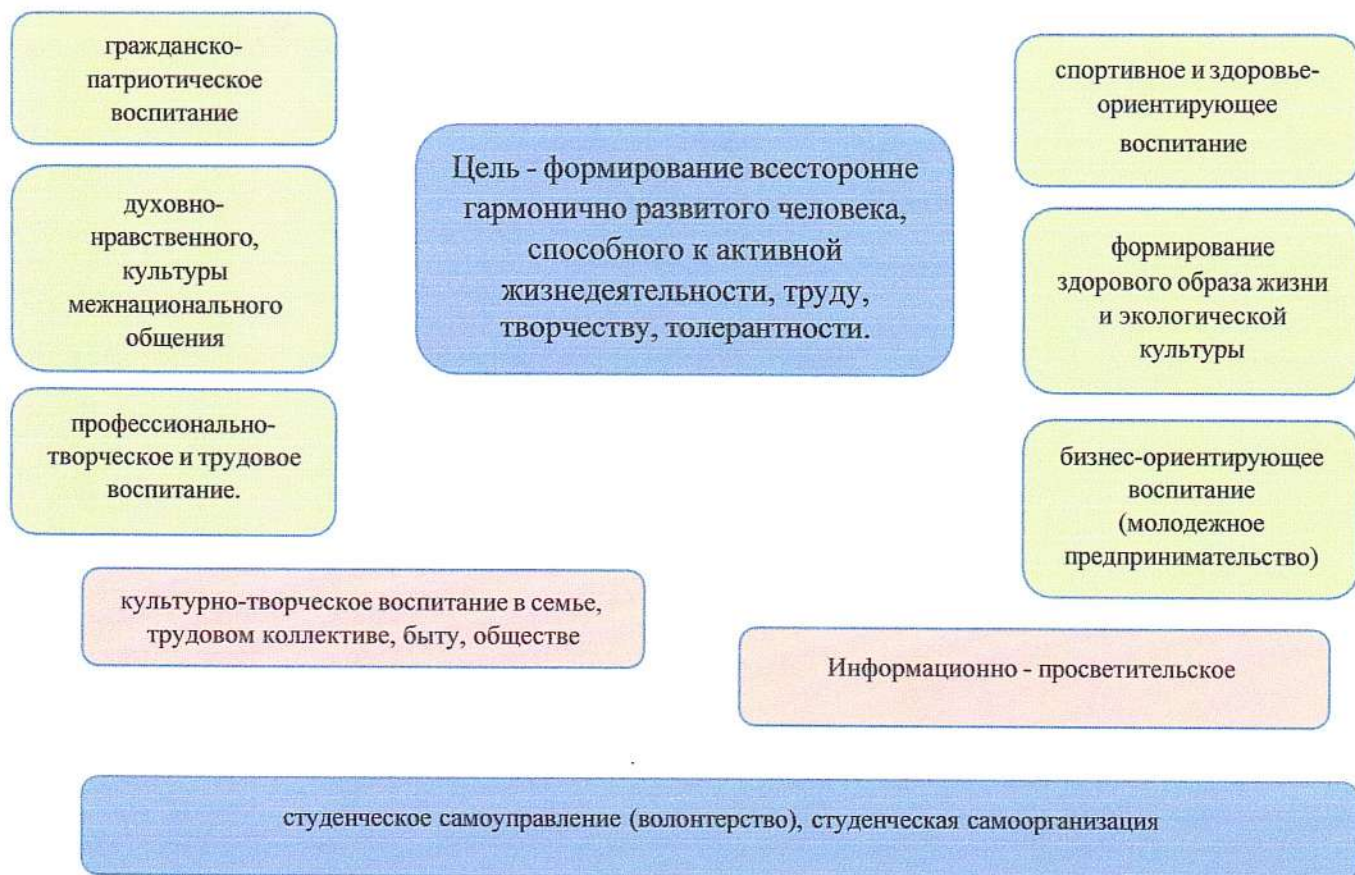 гражданско-
патриотическое
воспитание
духовно-
нравственного,
культуры
межнационального
общения
профессионально-
творческое и трудовое
воспитание.
Цель - формирование всесторонне
гармонично развитого человека,
способного к активной
жизнедеятельности, труду,
творчеству, толерантности.
спортивное и здоровье-
ориентирующее
воспитание
формирование
здорового образа жизни
и экологической
культуры
бизнес-ориентирующее
воспитание
(молодежное
предпринимательство)
культурно-творческое воспитание в семье,
трудовом коллективе, быту, обществе
Информационно - просветительское
студенческое самоуправление (волонтерство), студенческая самоорганизация